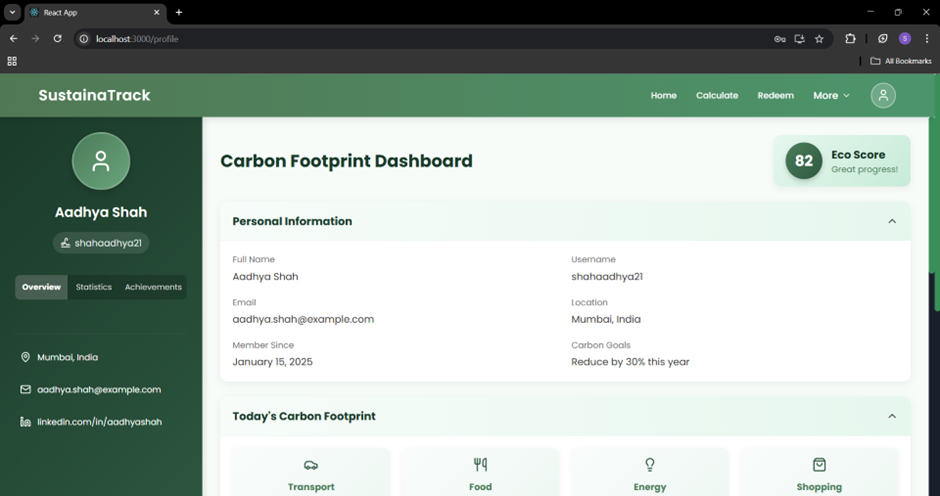 React App
localhost:3000/profile
S
All Bookmarks
SustainaTrack
Home Calculate Redeem More
Aadhya Shah
shahaadhya21
Overview Statistics Achievements
Mumbai, India
aadhya.shah@example.com
linkedin.com/in/aadhyashah
Carbon Footprint Dashboard
82
Eco Score
Great progress!
Personal Information
Full Name
Aadhya Shah
Username
shahaadhya21
Email
aadhya.shah@example.com
Location
Mumbai, India
Member Since
January 15, 2025
Carbon Goals
Reduce by 30% this year
Today's Carbon Footprint
Transport
Food
Energy
Shopping